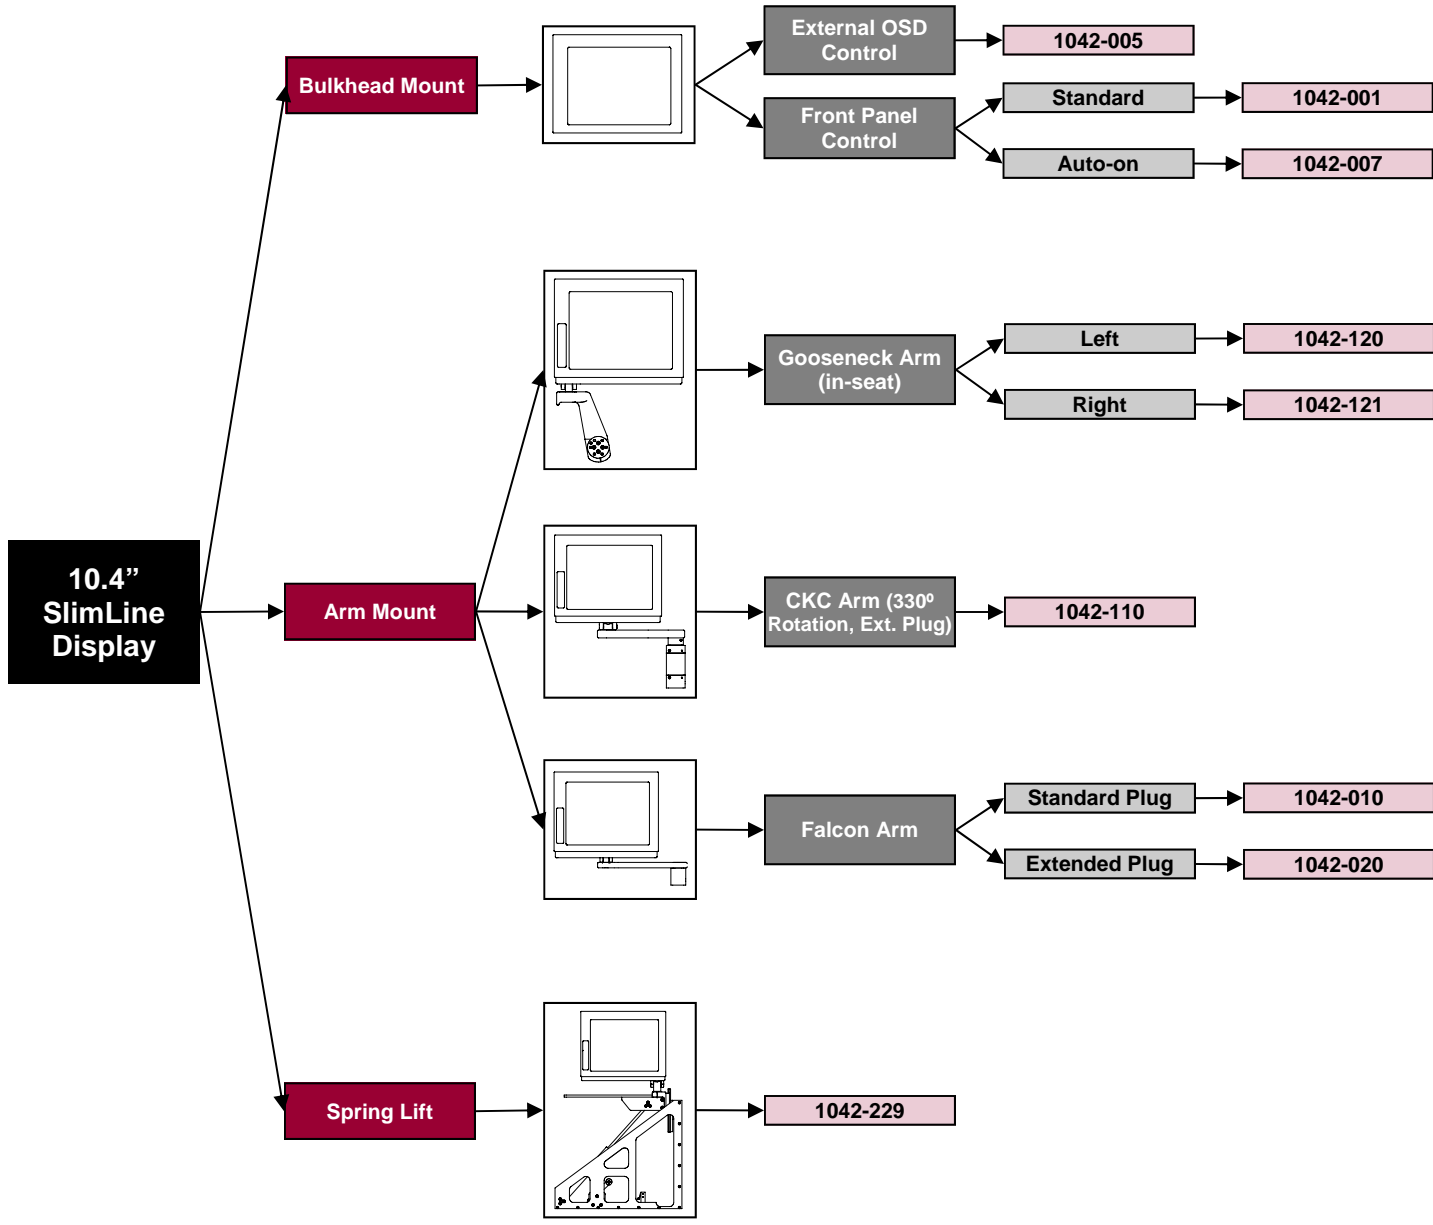 External OSD
Control
1042-005
Bulkhead Mount
Standard
1042-001
Front Panel
Control
Auto-on
1042-007
Left
1042-120
Gooseneck Arm
(in-seat)
Right
1042-121
10.4”
SlimLIne
Display
Arm Mount
CKC Arm (330º
Rotation, Ext. Plug)
1042-110
Standard Plug
1042-010
Falcon Arm
Extended Plug
1042-020
Spring Lift
1042-229